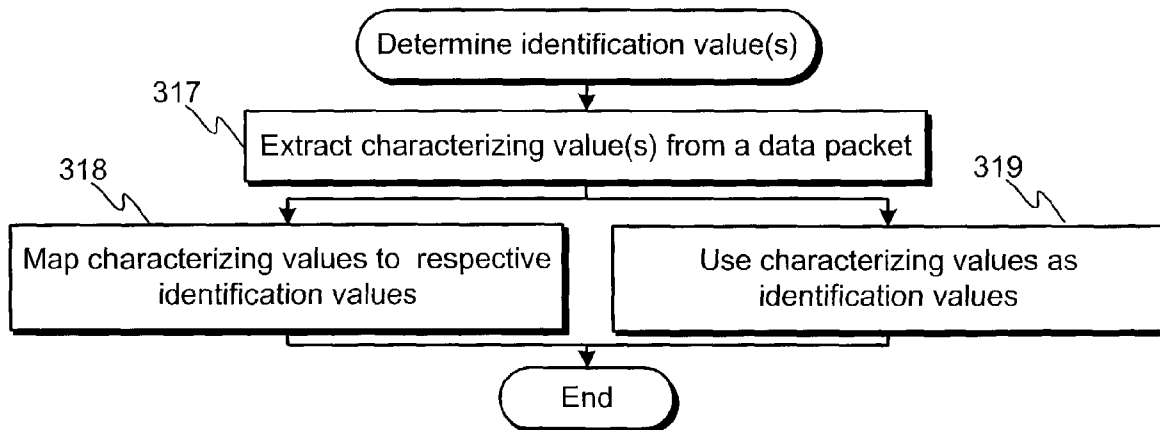 Determine identification value(s)
317
Extract characterizing value(s) from a data packet
318
319
Map characterizing values to respective
identification values
Use characterizing values as
identification values
End